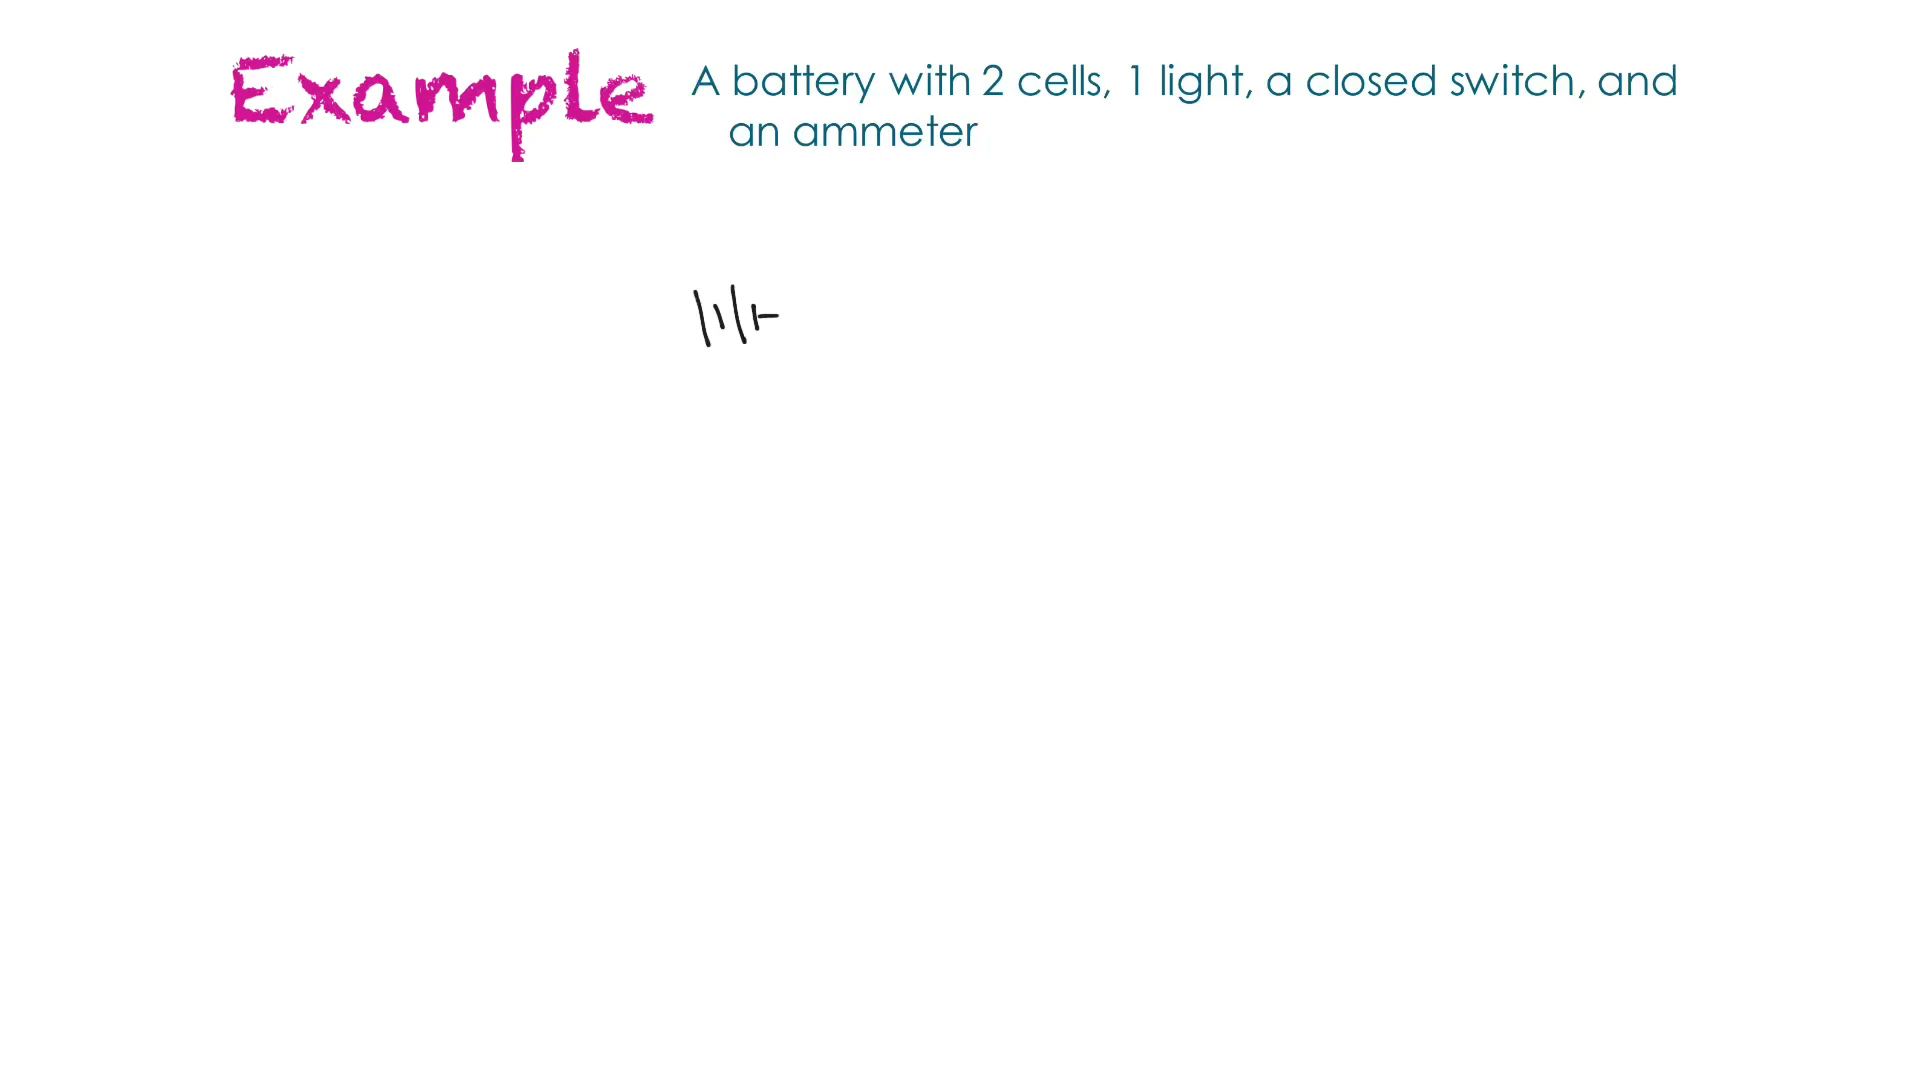 Example
A battery with 2 cells, 1 light, a closed switch, and
an ammeter